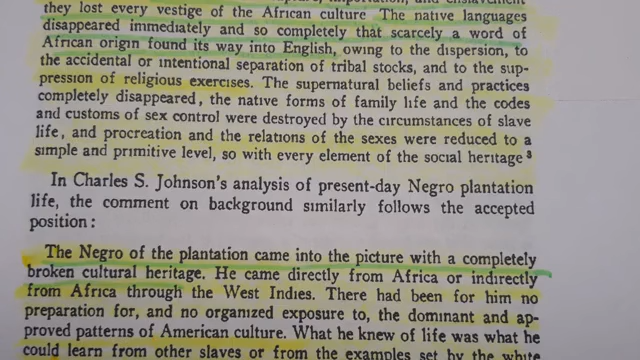 they lost every vestige of the African culture The native languages
disappeared immediately and so completely that scarcely a word of
African origin found its way into English, owing to the dispersion, to
the accidental or intentional separation of tribal stocks, and to the sup-
pression of religious exercises. The supernatural beliefs and practices
completely disappeared, the native forms of family life and the codes
and customs of sex control were destroyed by the circumstances of slave
life, and procreation and the relations of the sexes were reduced to a
simple and primitive level, so with every element of the social heritage 3
In Charles S. Johnson's analysis of present-day Negro plantation
life, the comment on background similarly follows the accepted
position:
The Negro of the plantation came into the picture with a completely
broken cultural heritage. He came directly from Africa or indirectly
from Africa through the West Indies. There had been for him no
preparation for, and no organized exposure to, the dominant and ap-
proved patterns of American culture. What he knew of life was what he
could learn from other slaves or from the examples set by the white